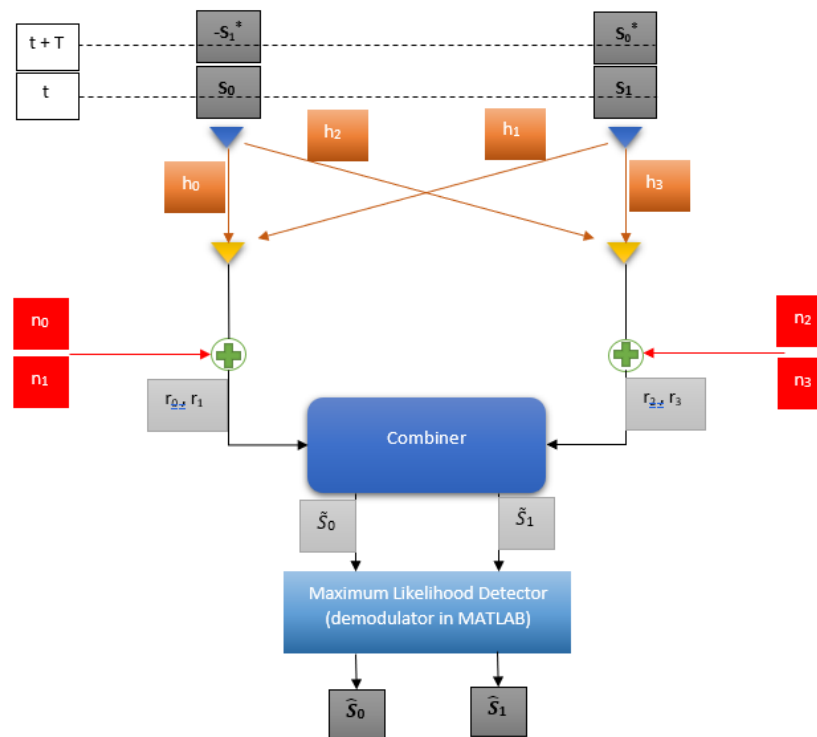 t + T
-S₁*
S₀*
t
S₀
S₁
h₂
h₁
h₀
h₃
n₀
n₂
n₁
n₃
r₀, r₁
r₂, r₃
Combiner
S̃₀
S̃₁
Maximum Likelihood Detector
(demodulator in MATLAB)
Ŝ₀
Ŝ₁